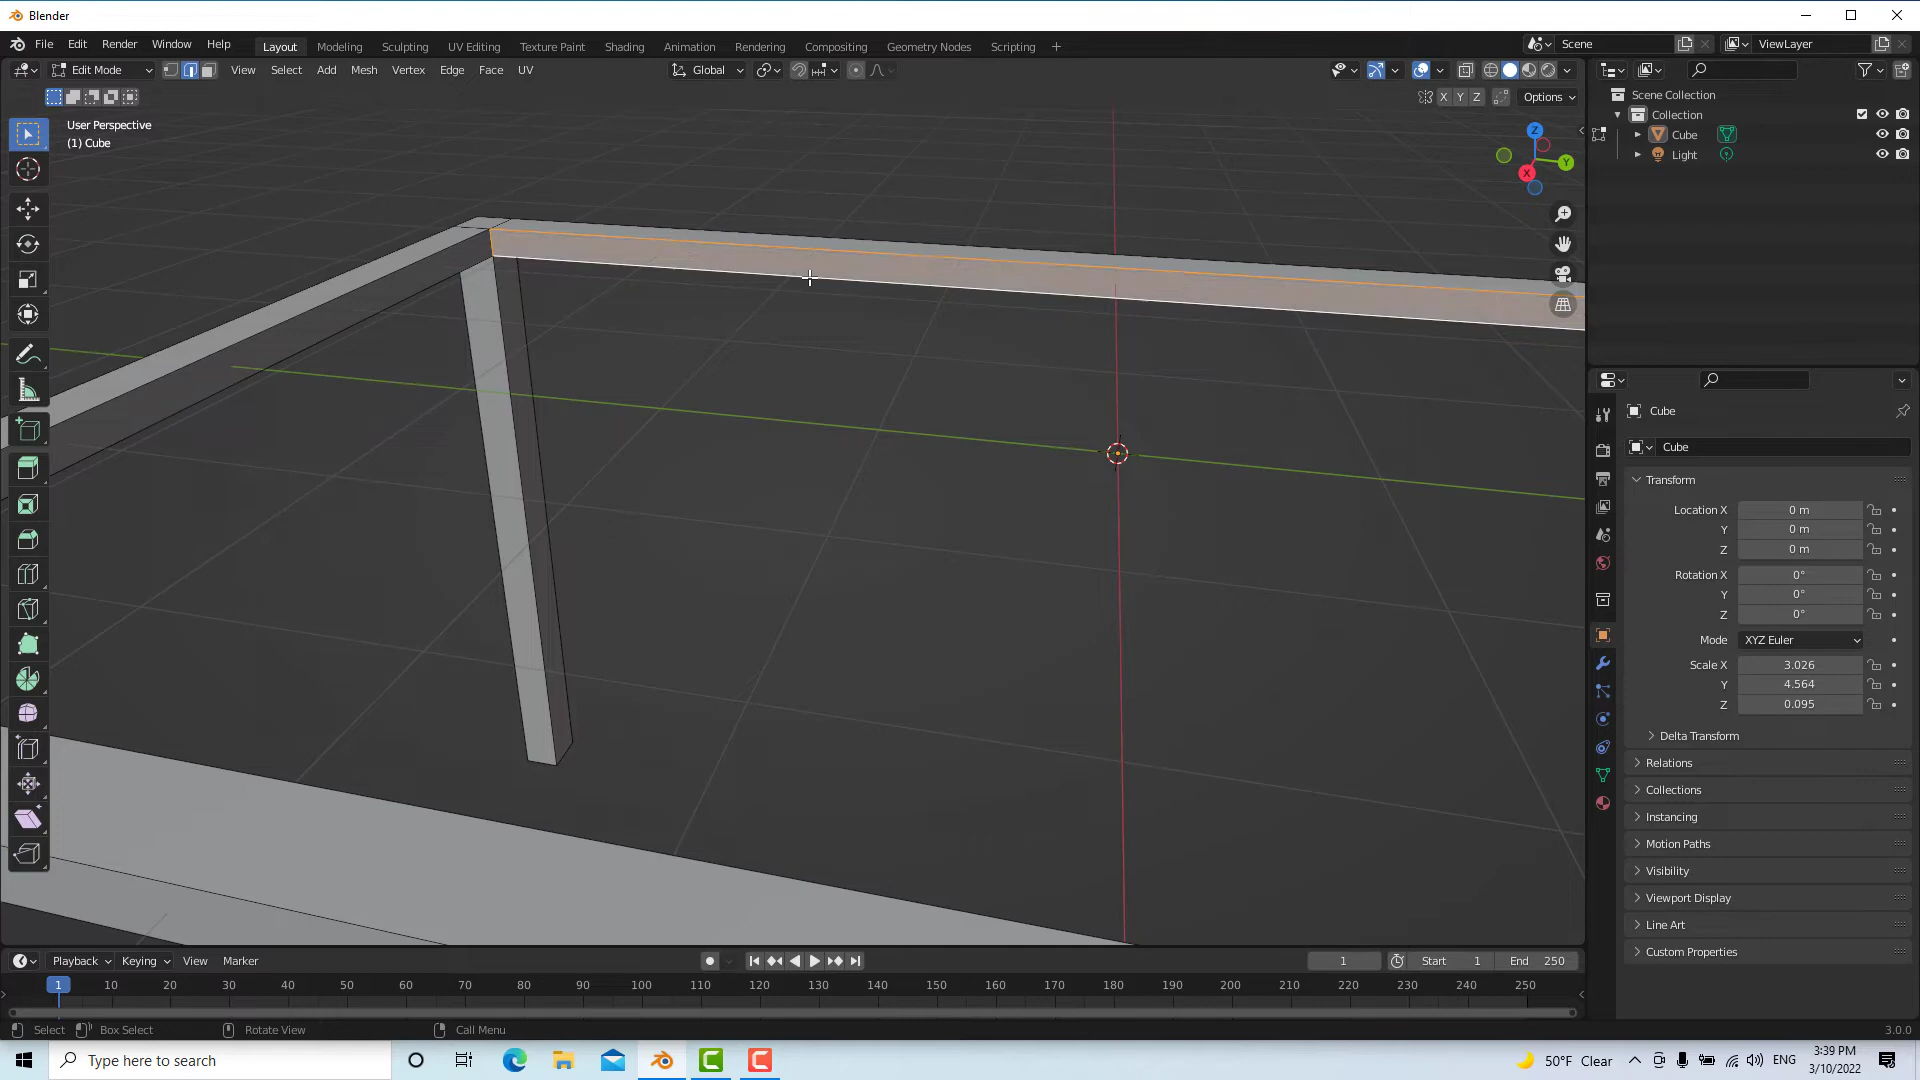 Blender
File Edit Render Window Help
Layout Modeling Sculpting UV Editing Texture Paint Shading Animation Rendering Compositing Geometry Nodes Scripting +
Scene
ViewLayer
Edit Mode
View Select Add Mesh Vertex Edge Face UV
Global
X Y Z
Options
User Perspective
(1) Cube
Z
Y
X
Scene Collection
Collection
Cube
Light
Cube
Cube
Transform
Location X 0 m
Y 0 m
Z 0 m
Rotation X 0°
Y 0°
Z 0°
Mode XYZ Euler
Scale X 3.026
Y 4.564
Z 0.095
Delta Transform
Relations
Collections
Instancing
Motion Paths
Visibility
Viewport Display
Line Art
Custom Properties
Playback Keying View Marker
1
Start 1
End 250
1 10 20 30 40 50 60 70 80 90 100 110 120 130 140 150 160 170 180 190 200 210 220 230 240 250
Select Box Select Rotate View Call Menu
3.0.0
Type here to search
50°F Clear
ENG
3:39 PM
3/10/2022